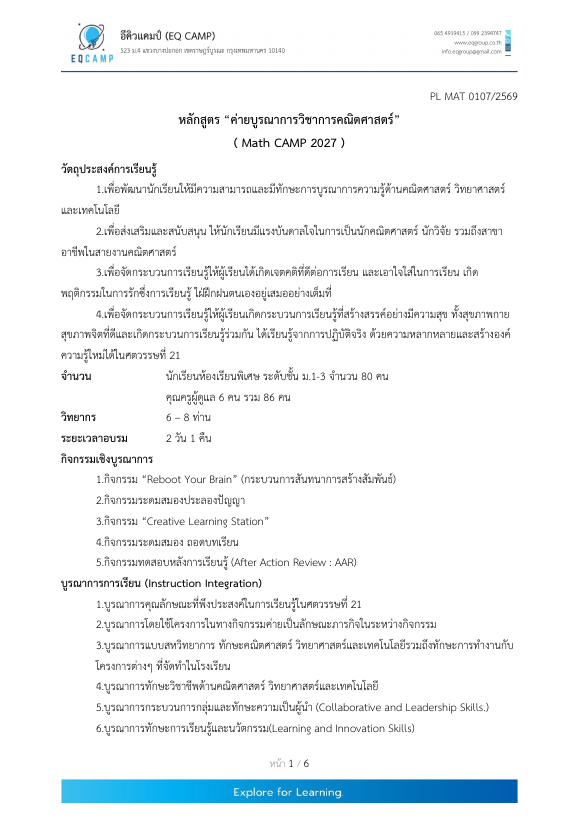 อีคิวแคมป์ (EQ CAMP)
523 ม.4 แขวงบางปะกอก เขตราษฎร์บูรณะ กรุงเทพมหานคร 10140
065 4919415 / 099 2394747
www.eqgroup.co.th
info.eqgroup@gmail.com
EQCAMP
PL MAT 0107/2569
หลักสูตร “ค่ายบูรณาการวิชาการคณิตศาสตร์”
( Math CAMP 2027 )
วัตถุประสงค์การเรียนรู้
1.เพื่อพัฒนานักเรียนให้มีความสามารถและมีทักษะการบูรณาการความรู้ด้านคณิตศาสตร์ วิทยาศาสตร์
และเทคโนโลยี
2.เพื่อส่งเสริมและสนับสนุน ให้นักเรียนมีแรงบันดาลใจในการเป็นนักคณิตศาสตร์ นักวิจัย รวมถึงสาขา
อาชีพในสายงานคณิตศาสตร์
3.เพื่อจัดกระบวนการเรียนรู้ให้ผู้เรียนได้เกิดเจตคติที่ดีต่อการเรียน และเอาใจใส่ในการเรียน เกิด
พฤติกรรมในการรักซึ่งการเรียนรู้ ใฝ่ฝึกฝนตนเองอยู่เสมออย่างเต็มที่
4.เพื่อจัดกระบวนการเรียนรู้ให้ผู้เรียนเกิดกระบวนการเรียนรู้ที่สร้างสรรค์อย่างมีความสุข ทั้งสุขภาพกาย
สุขภาพจิตที่ดีและเกิดกระบวนการเรียนรู้ร่วมกัน ได้เรียนรู้จากการปฏิบัติจริง ด้วยความหลากหลายและสร้างองค์
ความรู้ใหม่ได้ในศตวรรษที่ 21
จำนวน นักเรียนห้องเรียนพิเศษ ระดับชั้น ม.1-3 จำนวน 80 คน
คุณครูผู้ดูแล 6 คน รวม 86 คน
วิทยากร 6 – 8 ท่าน
ระยะเวลาอบรม 2 วัน 1 คืน
กิจกรรมเชิงบูรณาการ
1.กิจกรรม “Reboot Your Brain” (กระบวนการสันทนาการสร้างสัมพันธ์)
2.กิจกรรมระดมสมองประลองปัญญา
3.กิจกรรม “Creative Learning Station”
4.กิจกรรมระดมสมอง ถอดบทเรียน
5.กิจกรรมทดสอบหลังการเรียนรู้ (After Action Review : AAR)
บูรณาการการเรียน (Instruction Integration)
1.บูรณาการคุณลักษณะที่พึงประสงค์ในการเรียนรู้ในศตวรรษที่ 21
2.บูรณาการโดยใช้โครงการในทางกิจกรรมค่ายเป็นลักษณะภารกิจในระหว่างกิจกรรม
3.บูรณาการแบบสหวิทยาการ ทักษะคณิตศาสตร์ วิทยาศาสตร์และเทคโนโลยีรวมถึงทักษะการทำงานกับ
โครงการต่างๆ ที่จัดทำในโรงเรียน
4.บูรณาการทักษะวิชาชีพด้านคณิตศาสตร์ วิทยาศาสตร์และเทคโนโลยี
5.บูรณาการกระบวนการกลุ่มและทักษะความเป็นผู้นำ (Collaborative and Leadership Skills.)
6.บูรณาการทักษะการเรียนรู้และนวัตกรรม(Learning and Innovation Skills)
หน้า 1 / 6
Explore for Learning.